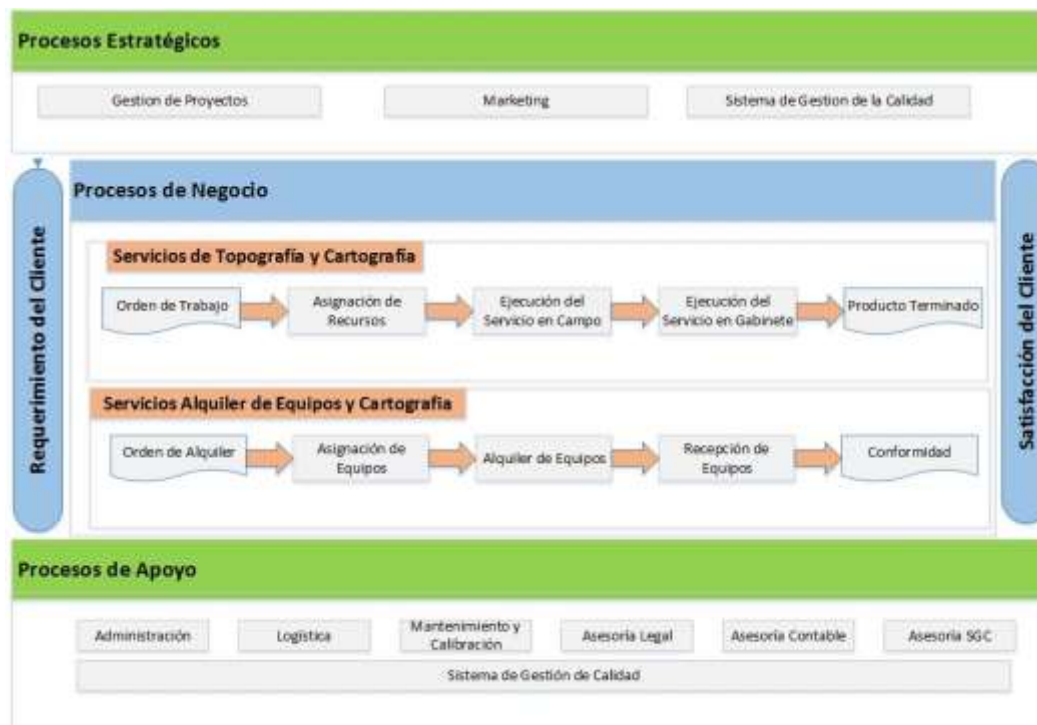 Procesos Estratégicos
Gestion de Proyectos
Marketing
Sistema de Gestion de la Calidad
Requerimiento del Cliente
Procesos de Negocio
Servicios de Topografía y Cartografía
Orden de Trabajo
Asignación de
Recursos
Ejecución del
Servicio en Campo
Ejecución del
Servicio en Gabinete
Producto Terminado
Servicios Alquiler de Equipos y Cartografia
Orden de Alquiler
Asignación de
Equipos
Alquiler de Equipos
Recepción de
Equipos
Conformidad
Satisfacción del Cliente
Procesos de Apoyo
Administración
Logística
Mantenimiento y
Calibración
Asesoría Legal
Asesoría Contable
Asesoría SGC
Sistema de Gestión de Calidad